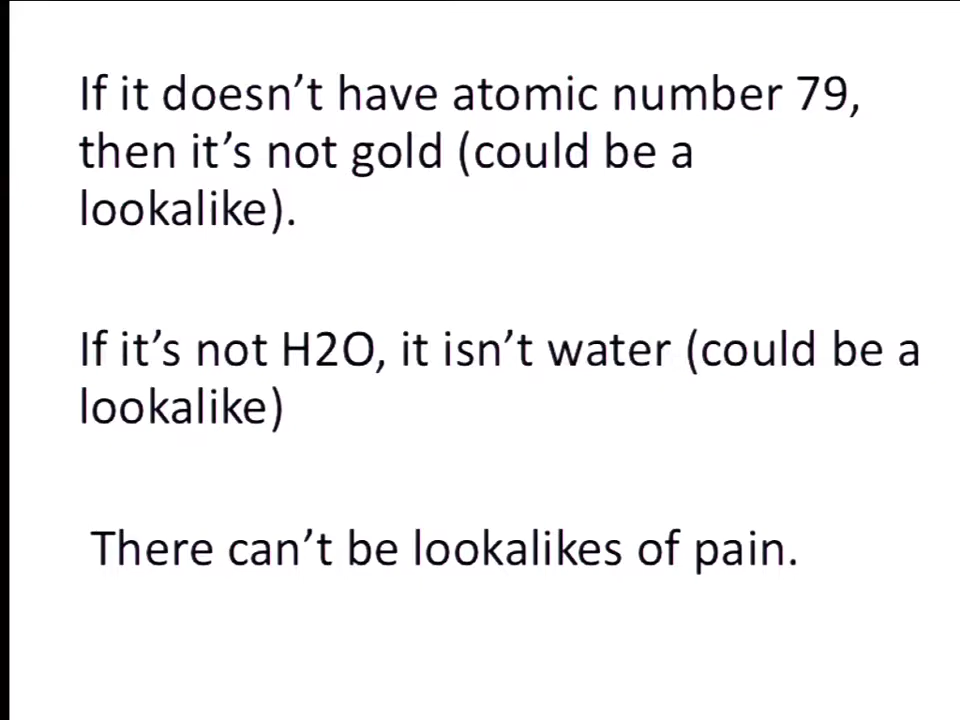 If it doesn’t have atomic number 79,
then it’s not gold (could be a
lookalike).
If it’s not H2O, it isn’t water (could be a
lookalike)
There can’t be lookalikes of pain.